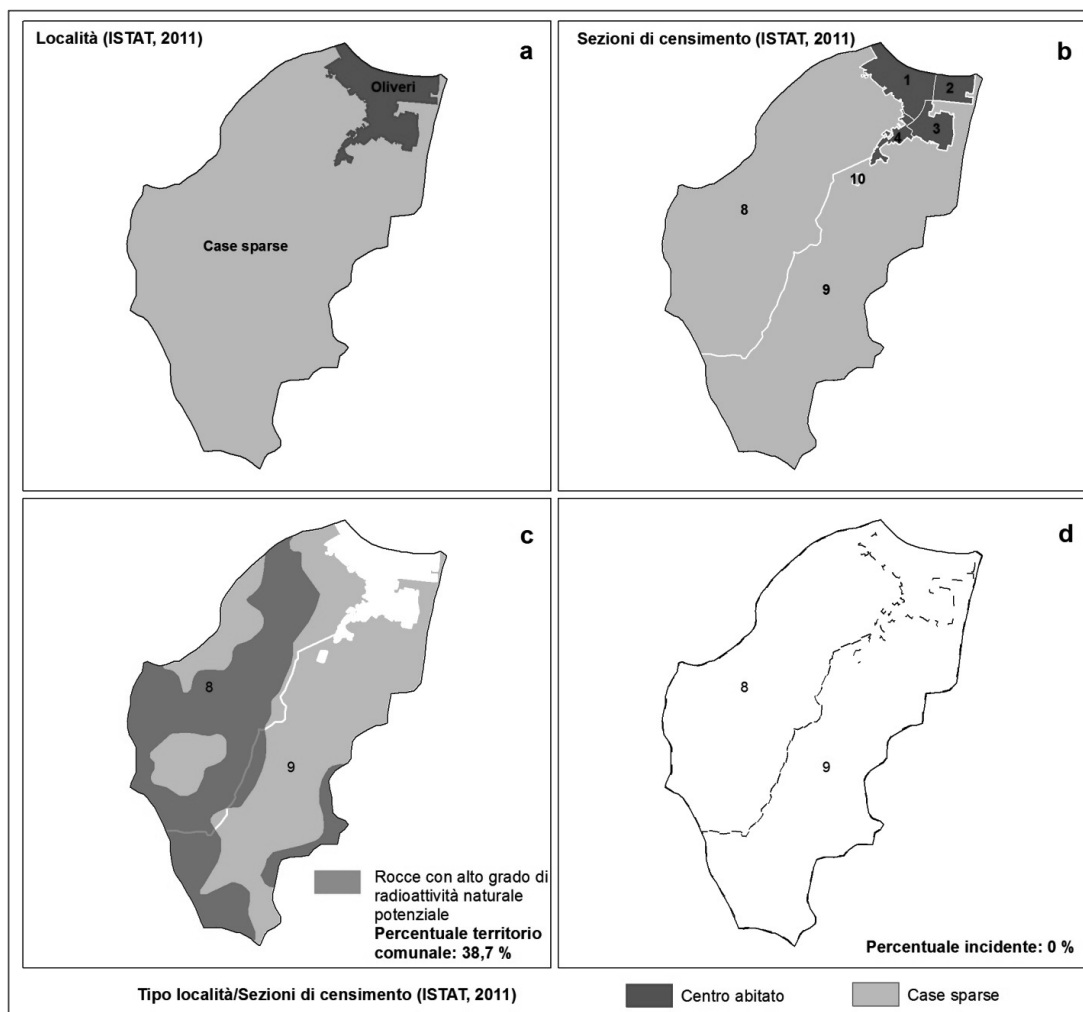 Località (ISTAT, 2011)
a
Oliveri
Case sparse
Sezioni di censimento (ISTAT, 2011)
b
1
2
3
4
10
8
9
c
8
9
Rocce con alto grado di
radioattività naturale
potenziale
Percentuale territorio
comunale: 38,7 %
d
8
9
Percentuale incidente: 0 %
Tipo località/Sezioni di censimento (ISTAT, 2011)
Centro abitato
Case sparse